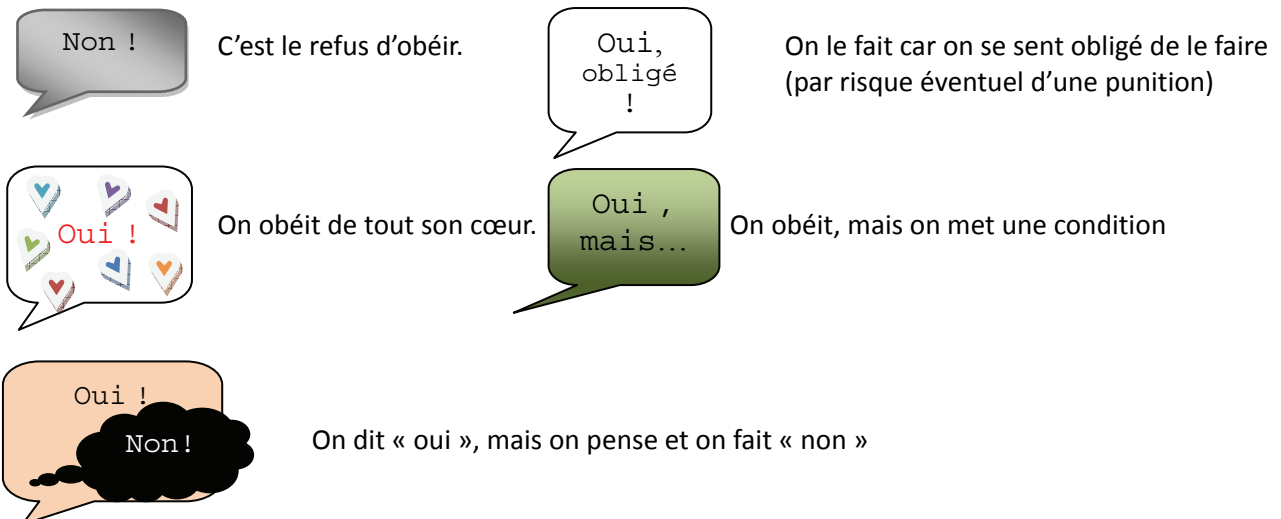 Non !
C’est le refus d’obéir.
Oui,
obligé
!
On le fait car on se sent obligé de le faire
(par risque éventuel d’une punition)
Oui !
On obéit de tout son cœur.
Oui ,
mais…
On obéit, mais on met une condition
Oui !
Non!
On dit « oui », mais on pense et on fait « non »